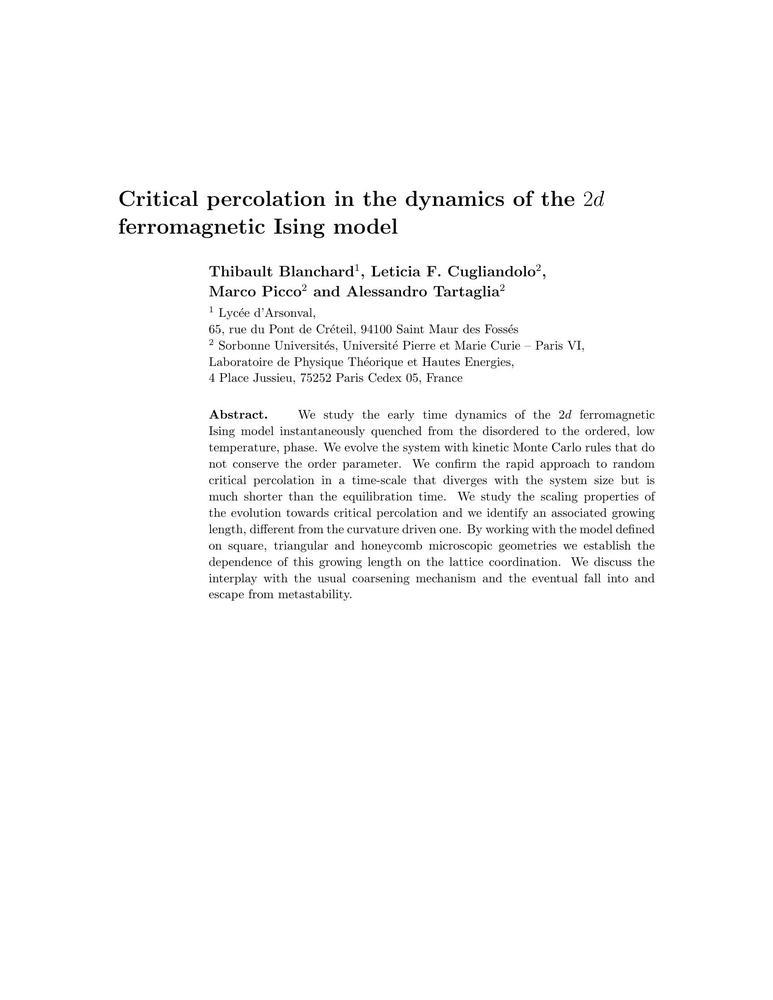 Critical percolation in the dynamics of the 2d
ferromagnetic Ising model
Thibault Blanchard¹, Leticia F. Cugliandolo²,
Marco Picco² and Alessandro Tartaglia²
¹ Lycée d'Arsonval,
65, rue du Pont de Créteil, 94100 Saint Maur des Fossés
² Sorbonne Universités, Université Pierre et Marie Curie – Paris VI,
Laboratoire de Physique Théorique et Hautes Energies,
4 Place Jussieu, 75252 Paris Cedex 05, France
Abstract. We study the early time dynamics of the 2d ferromagnetic
Ising model instantaneously quenched from the disordered to the ordered, low
temperature, phase. We evolve the system with kinetic Monte Carlo rules that do
not conserve the order parameter. We confirm the rapid approach to random
critical percolation in a time-scale that diverges with the system size but is
much shorter than the equilibration time. We study the scaling properties of
the evolution towards critical percolation and we identify an associated growing
length, different from the curvature driven one. By working with the model defined
on square, triangular and honeycomb microscopic geometries we establish the
dependence of this growing length on the lattice coordination. We discuss the
interplay with the usual coarsening mechanism and the eventual fall into and
escape from metastability.